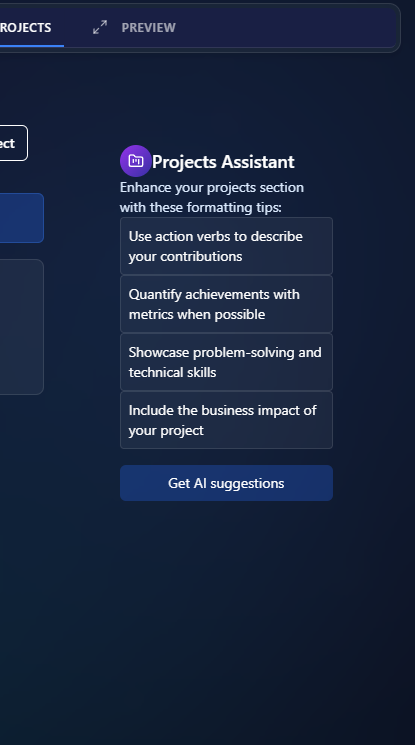 ROJECTS
PREVIEW
ect
Projects Assistant
Enhance your projects section
with these formatting tips:
Use action verbs to describe
your contributions
Quantify achievements with
metrics when possible
Showcase problem-solving and
technical skills
Include the business impact of
your project
Get AI suggestions